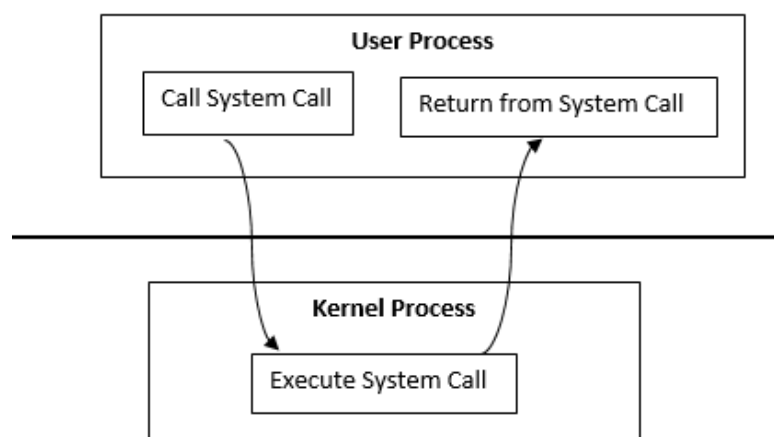 User Process
Call System Call
Return from System Call
Kernel Process
Execute System Call